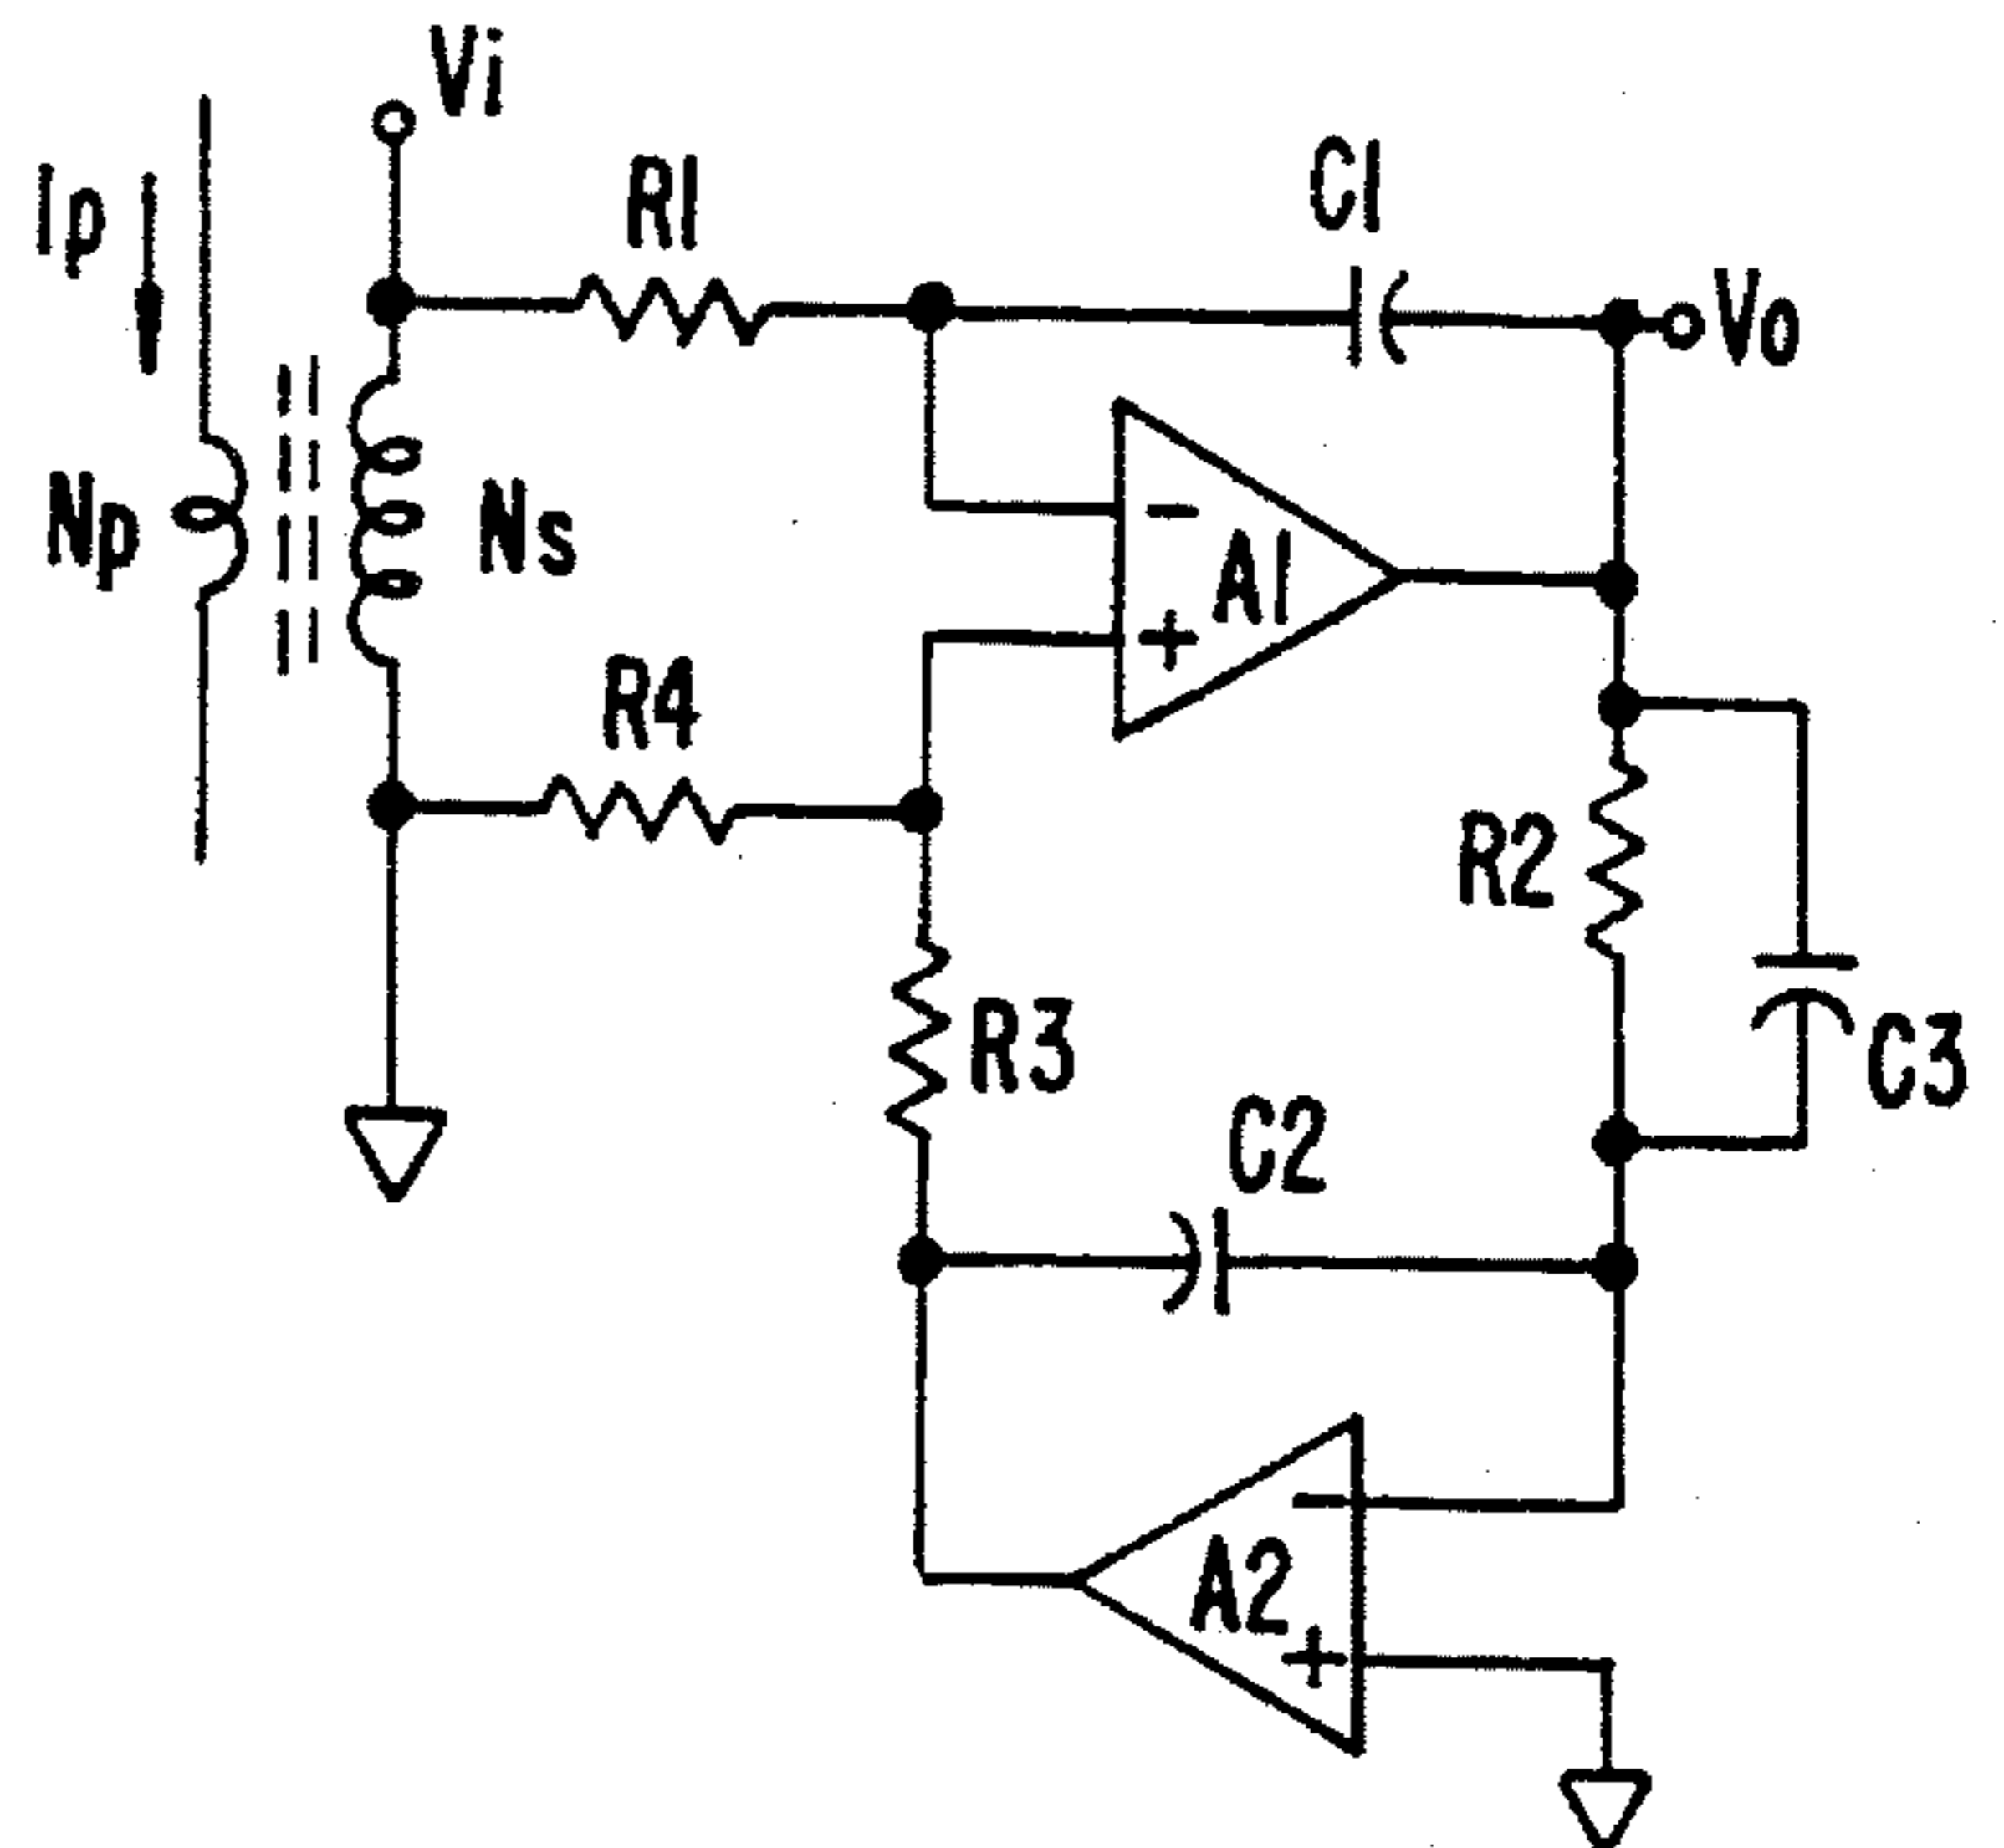 Vi
Ip
R1
C1
Vo
Np
Ns
-
A1
+
R4
R2
R3
C3
C2
-
A2
+